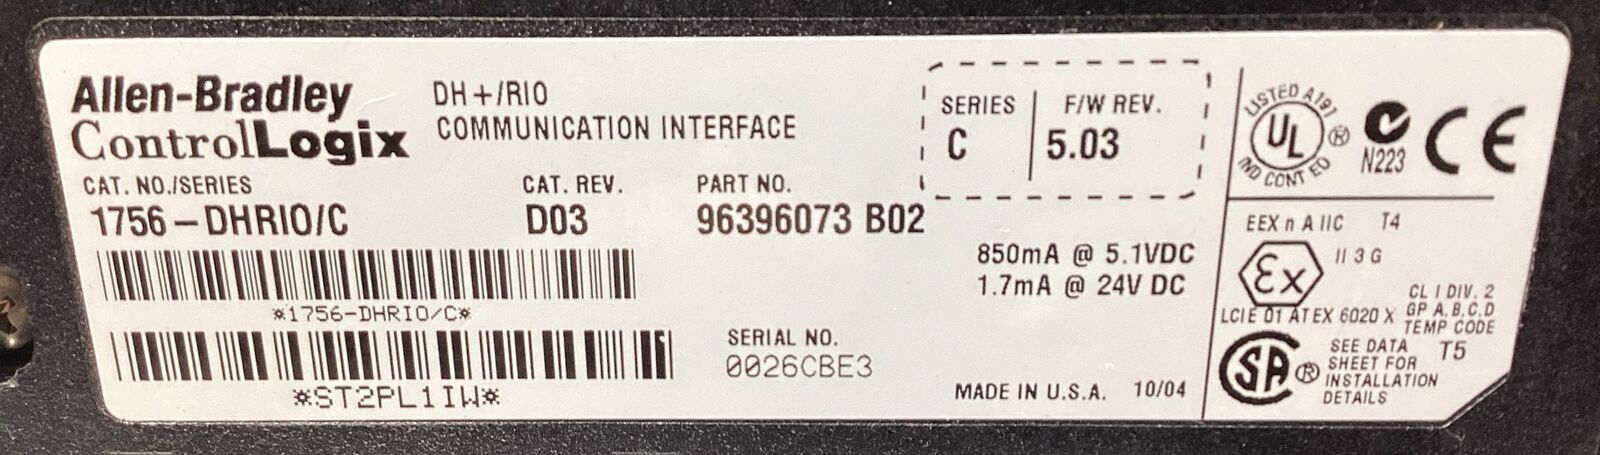 Allen-Bradley
ControlLogix
DH+/RIO
COMMUNICATION INTERFACE
SERIES
C
F/W REV.
5.03
CAT. NO./SERIES
1756-DHRIO/C
CAT. REV.
D03
PART NO.
96396073 B02
*1756-DHRIO/C*
*ST2PL1IW*
850mA @ 5.1VDC
1.7mA @ 24V DC
SERIAL NO.
0026CBE3
MADE IN U.S.A. 10/04
LISTED A191
UL ®
IND CONT EQ
N223
CE
EEX n A IIC T4
II 3 G
Ex
LCIE 01 ATEX 6020 X
CL I DIV. 2
GP A,B,C,D
TEMP CODE
T5
SA ®
SEE DATA
SHEET FOR
INSTALLATION
DETAILS